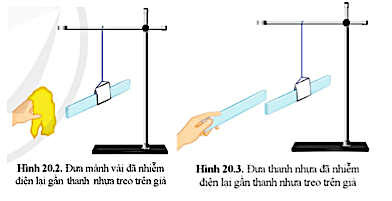 Hình 20.2. Đưa mảnh vải đã nhiễm
điện lại gần thanh nhựa treo trên giá
Hình 20.3. Đưa thanh nhựa đã nhiễm
điện lại gần thanh nhựa treo trên giá